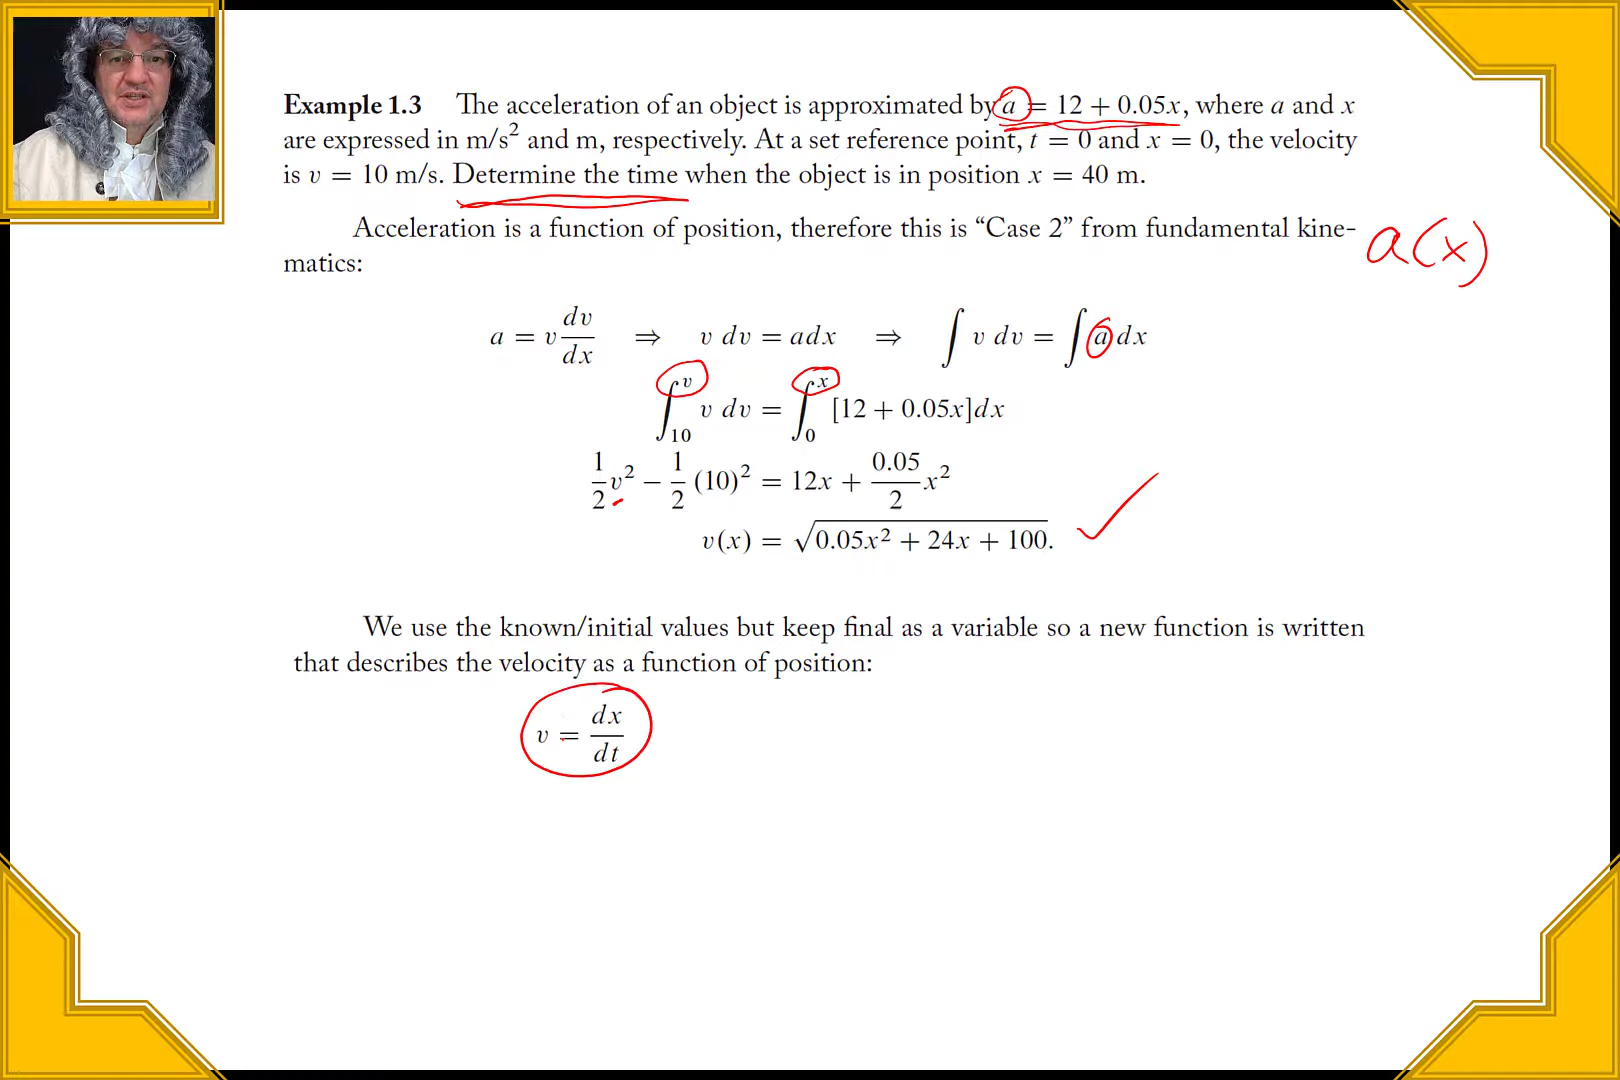 Example 1.3 The acceleration of an object is approximated by a = 12 + 0.05x, where a and x
are expressed in m/s² and m, respectively. At a set reference point, t = 0 and x = 0, the velocity
is v = 10 m/s. Determine the time when the object is in position x = 40 m.
Acceleration is a function of position, therefore this is “Case 2” from fundamental kine-
matics:
a(x)
a = v dv/dx ⇒ v dv = adx ⇒ ∫ v dv = ∫ a dx
∫₁₀ᵛ v dv = ∫₀ˣ [12 + 0.05x]dx
1/2 v² − 1/2 (10)² = 12x + 0.05/2 x²
v(x) = √(0.05x² + 24x + 100).
We use the known/initial values but keep final as a variable so a new function is written
that describes the velocity as a function of position:
v = dx/dt